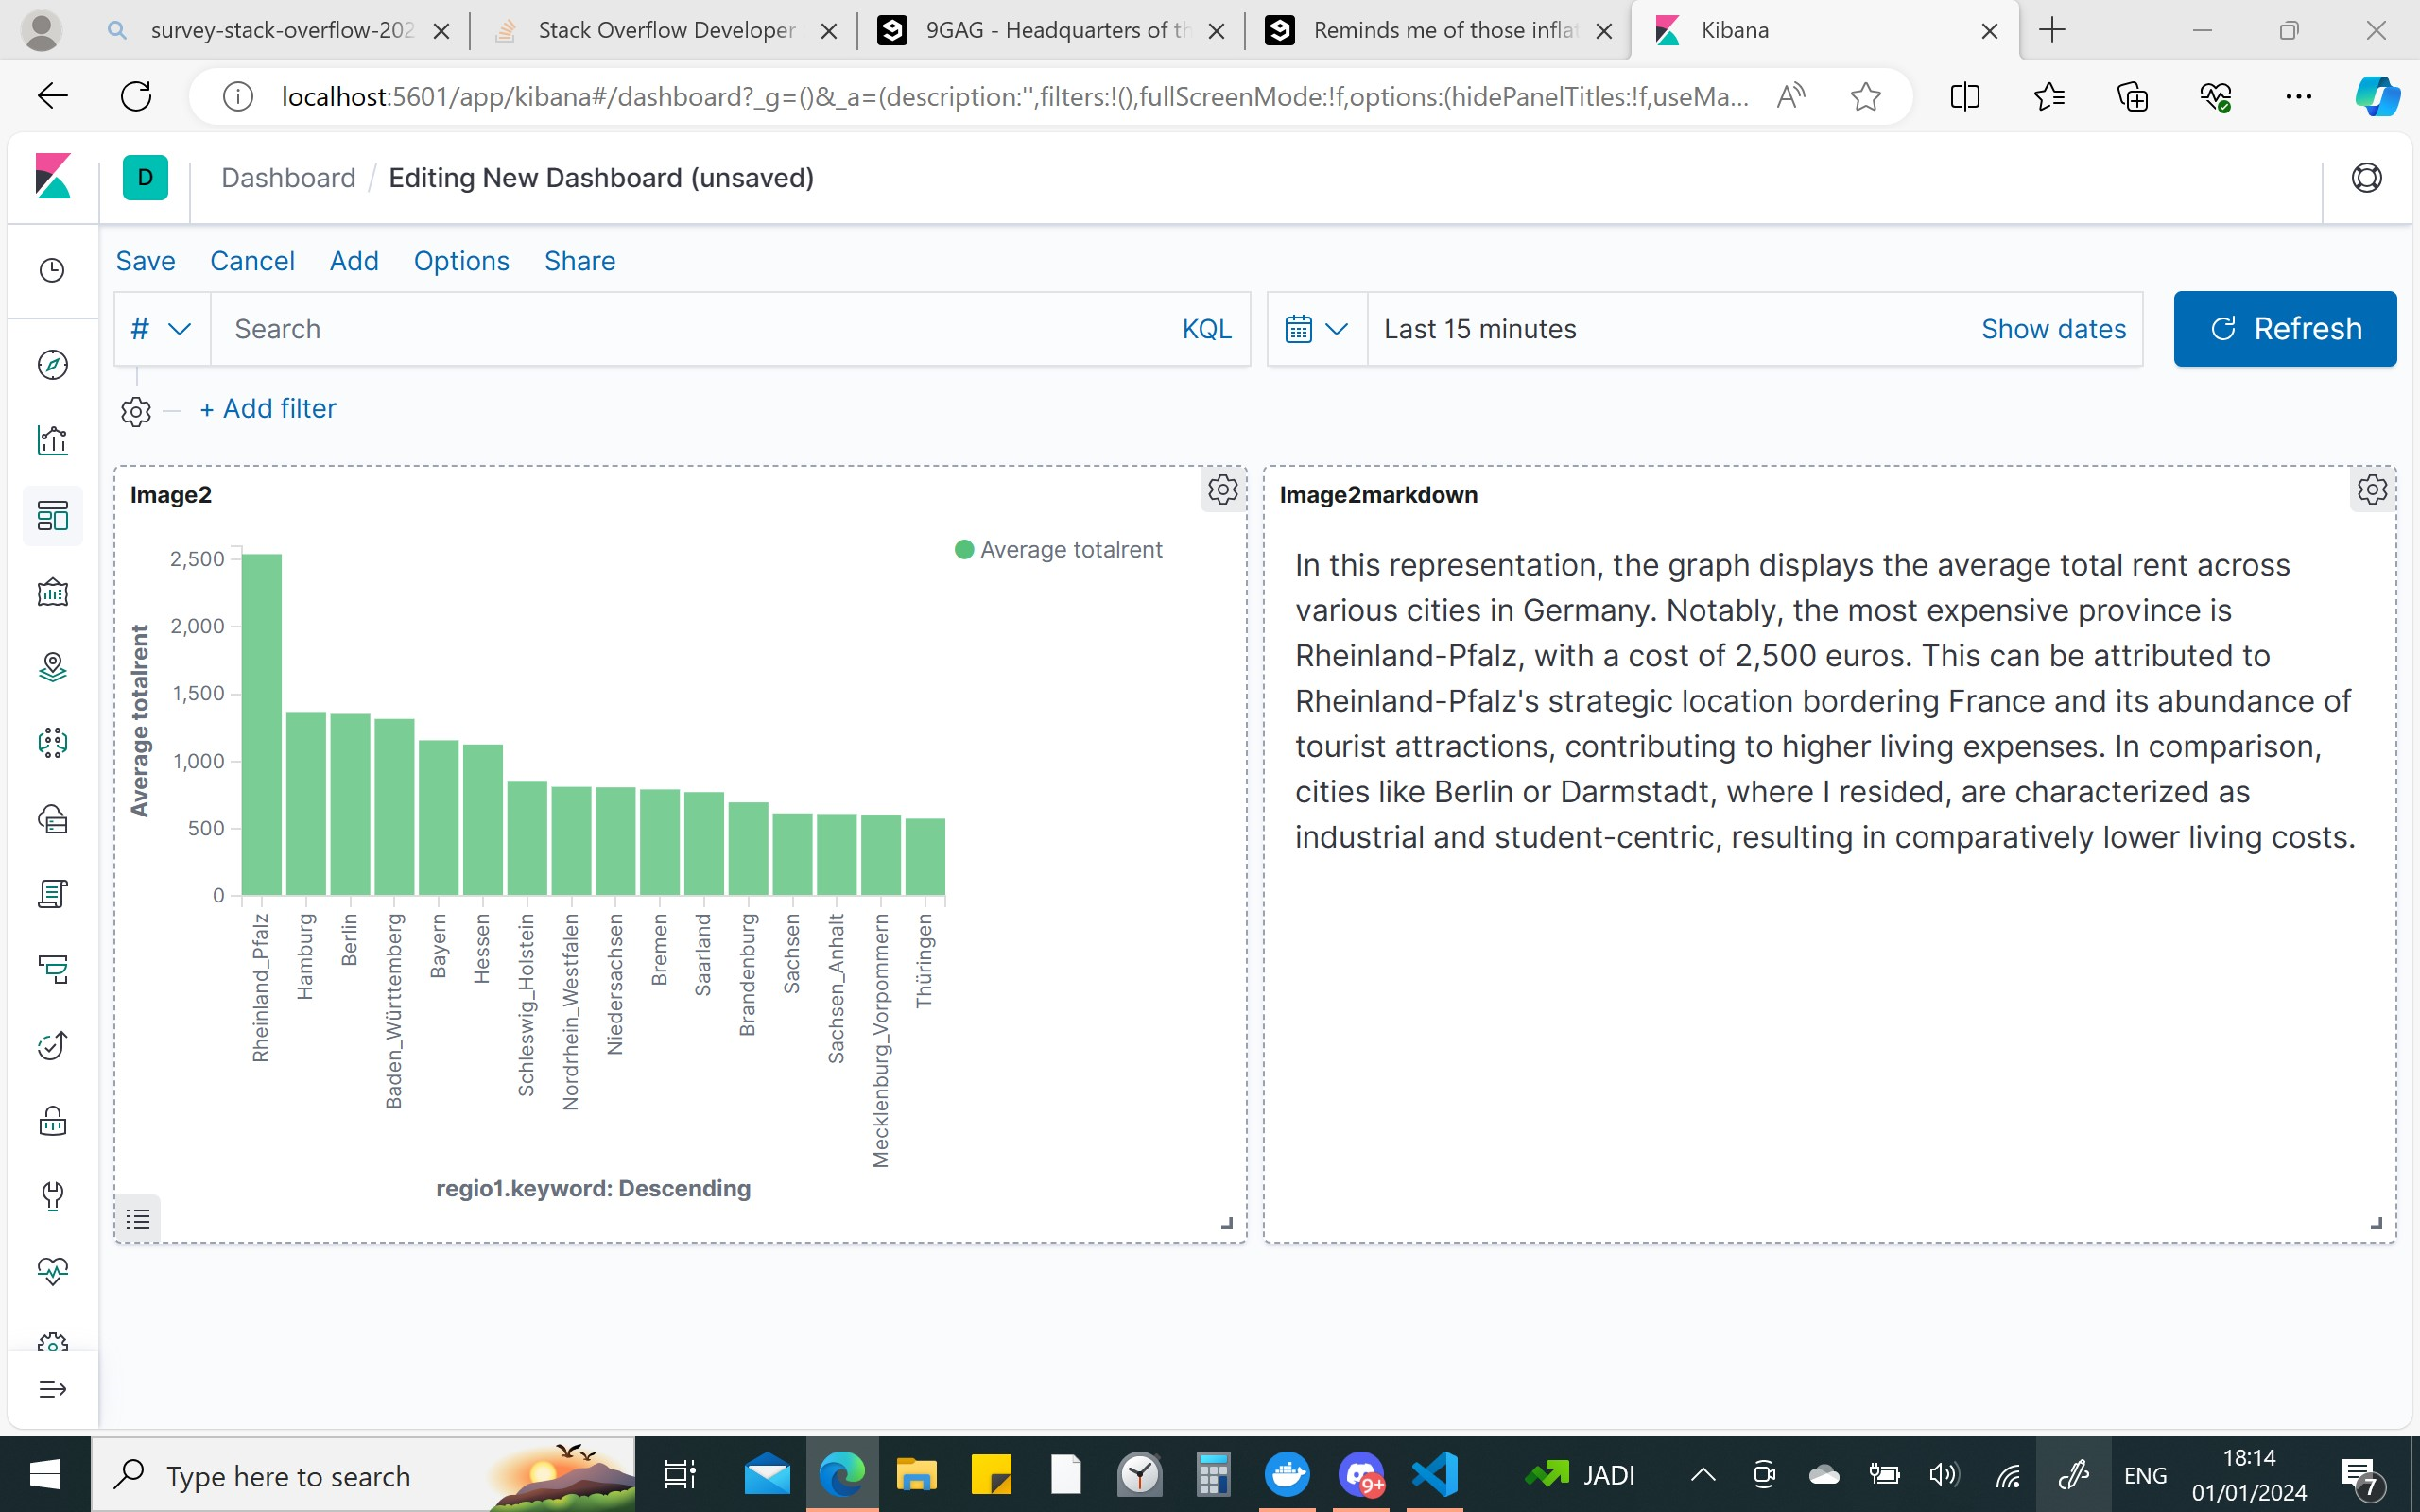 survey-stack-overflow-202
Stack Overflow Developer
9GAG - Headquarters of th
Reminds me of those infla
Kibana
localhost:5601/app/kibana#/dashboard?_g=()&_a=(description:'',filters:!(),fullScreenMode:!f,options:(hidePanelTitles:!f,useMa...
D
Dashboard / Editing New Dashboard (unsaved)
Save Cancel Add Options Share
# Search KQL
Last 15 minutes Show dates
Refresh
+ Add filter
Image2
Average totalrent
2,500
2,000
1,500
1,000
500
0
Average totalrent
Rheinland_Pfalz
Hamburg
Berlin
Baden_Württemberg
Bayern
Hessen
Schleswig_Holstein
Nordrhein_Westfalen
Niedersachsen
Bremen
Saarland
Brandenburg
Sachsen
Sachsen_Anhalt
Mecklenburg_Vorpommern
Thüringen
regio1.keyword: Descending
Image2markdown
In this representation, the graph displays the average total rent across
various cities in Germany. Notably, the most expensive province is
Rheinland-Pfalz, with a cost of 2,500 euros. This can be attributed to
Rheinland-Pfalz's strategic location bordering France and its abundance of
tourist attractions, contributing to higher living expenses. In comparison,
cities like Berlin or Darmstadt, where I resided, are characterized as
industrial and student-centric, resulting in comparatively lower living costs.
Type here to search
9+
JADI
ENG
18:14
01/01/2024
7